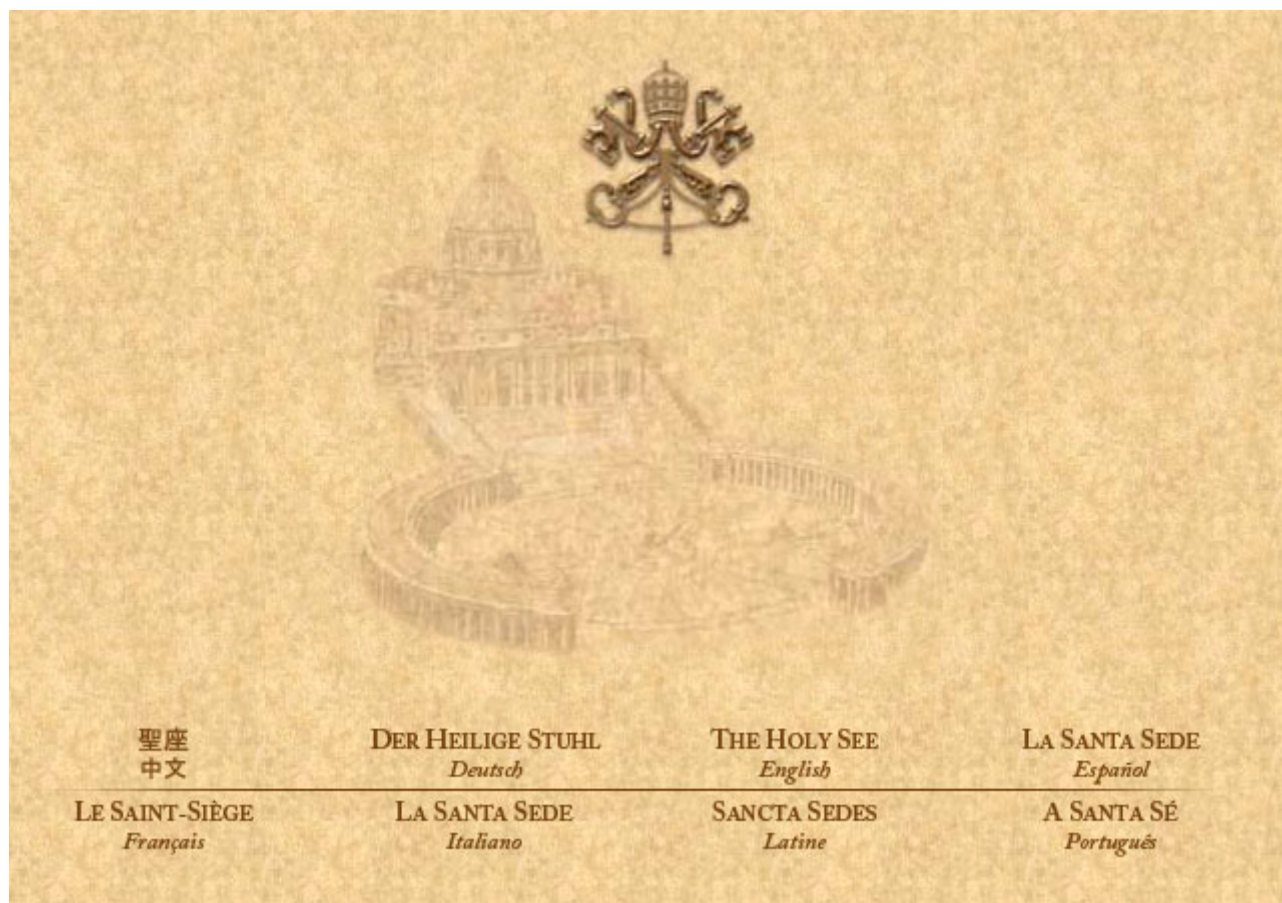 聖座
中文
DER HEILIGE STUHL
Deutsch
THE HOLY SEE
English
LA SANTA SEDE
Español
LE SAINT-SIÈGE
Français
LA SANTA SEDE
Italiano
SANCTA SEDES
Latine
A SANTA SÉ
Português